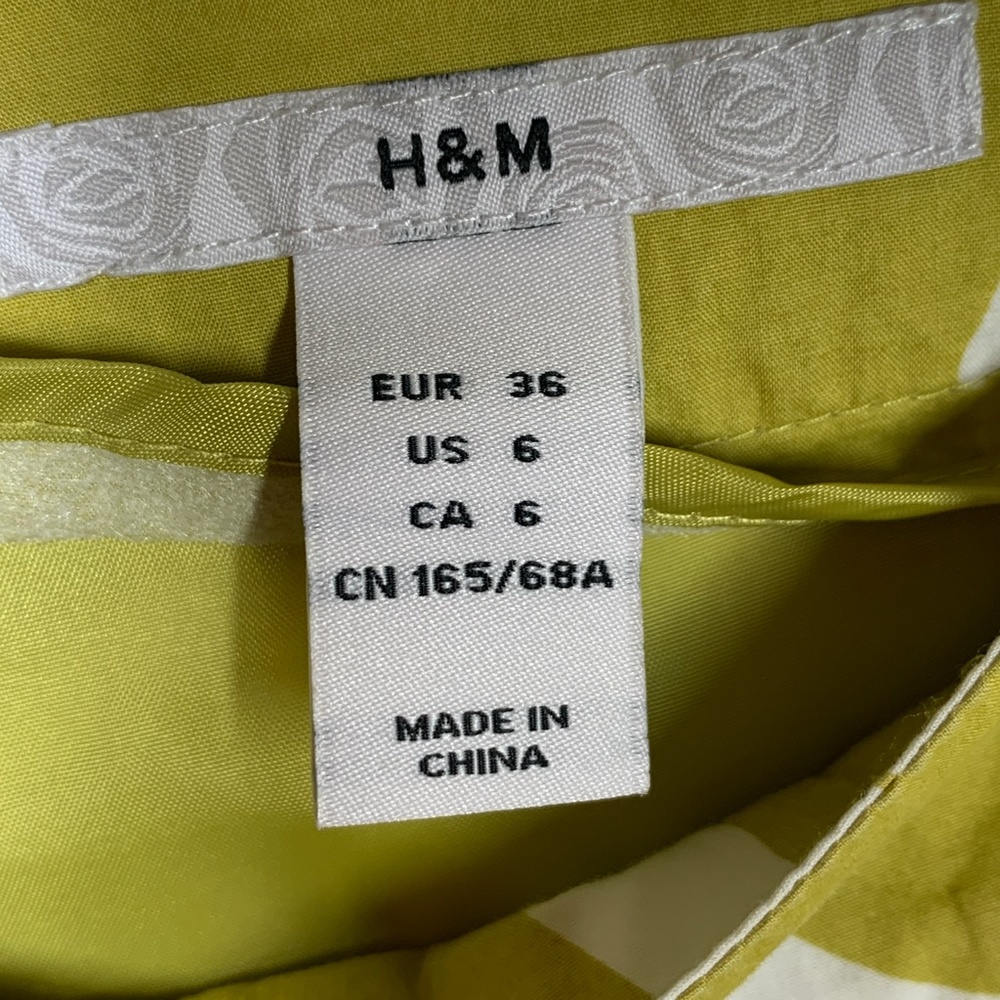 H&M
EUR 36
US 6
CA 6
CN 165/68A
MADE IN
CHINA